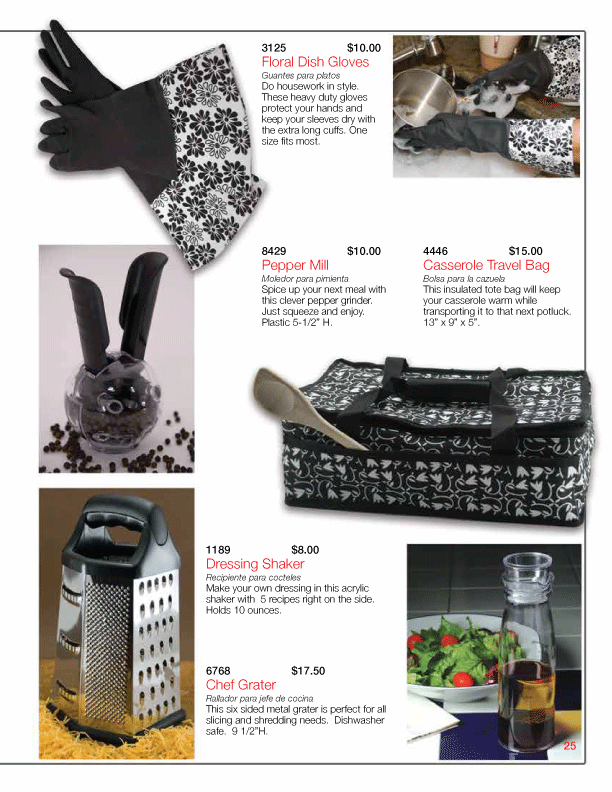 3125 $10.00
Floral Dish Gloves
Guantes para platos
Do housework in style.
These heavy duty gloves
protect your hands and
keep your sleeves dry with
the extra long cuffs. One
size fits most.
8429 $10.00
Pepper Mill
Moledor para pimienta
Spice up your next meal with
this clever pepper grinder.
Just squeeze and enjoy.
Plastic 5-1/2" H.
4446 $15.00
Casserole Travel Bag
Bolsa para la cazuela
This insulated tote bag will keep
your casserole warm while
transporting it to that next potluck.
13" x 9" x 5".
1189 $8.00
Dressing Shaker
Recipiente para cocteles
Make your own dressing in this acrylic
shaker with 5 recipes right on the side.
Holds 10 ounces.
6768 $17.50
Chef Grater
Rallador para jefe de cocina
This six sided metal grater is perfect for all
slicing and shredding needs. Dishwasher
safe. 9 1/2"H.
25